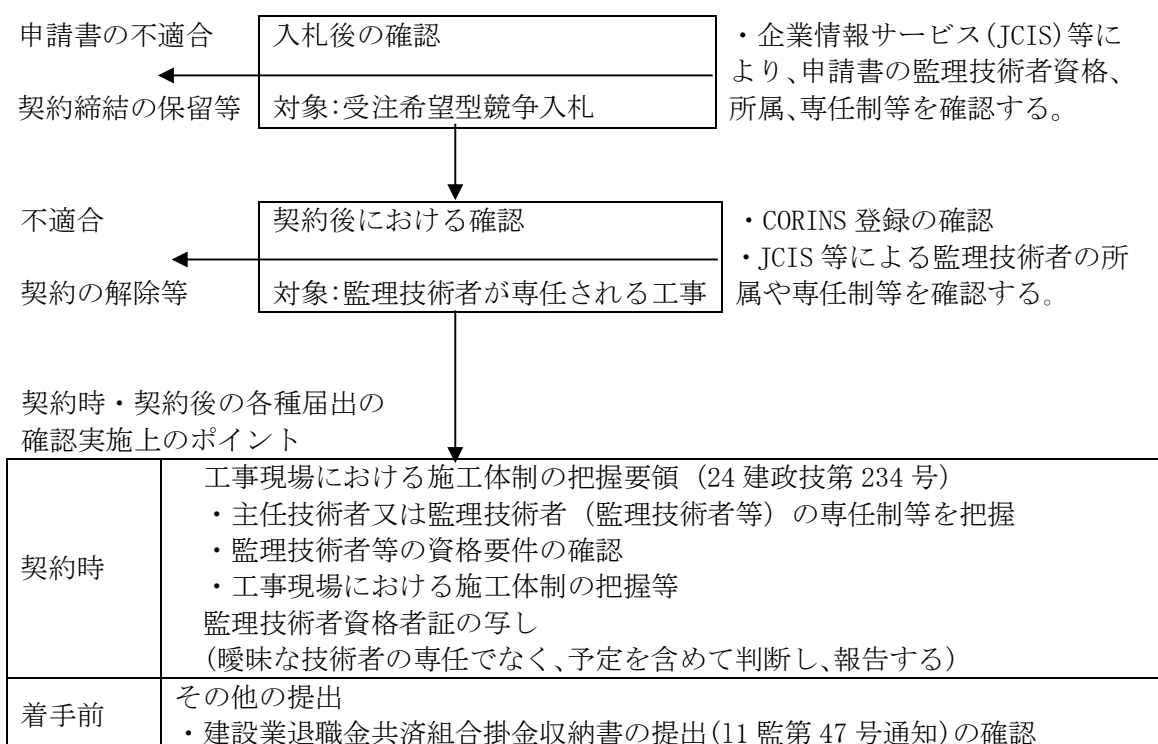 申請書の不適合
契約締結の保留等
入札後の確認
対象:受注希望型競争入札
・企業情報サービス(JCIS)等に
より、申請書の監理技術者資格、
所属、専任制等を確認する。
不適合
契約の解除等
契約後における確認
対象:監理技術者が専任される工事
・CORINS 登録の確認
・JCIS 等による監理技術者の所
属や専任制等を確認する。
契約時・契約後の各種届出の
確認実施上のポイント
契約時
工事現場における施工体制の把握要領 (24 建政技第 234 号)
・主任技術者又は監理技術者 (監理技術者等) の専任制等を把握
・監理技術者等の資格要件の確認
・工事現場における施工体制の把握等
監理技術者資格者証の写し
(曖昧な技術者の専任でなく、予定を含めて判断し、報告する)
着手前
その他の提出
・建設業退職金共済組合掛金収納書の提出(11 監第 47 号通知)の確認